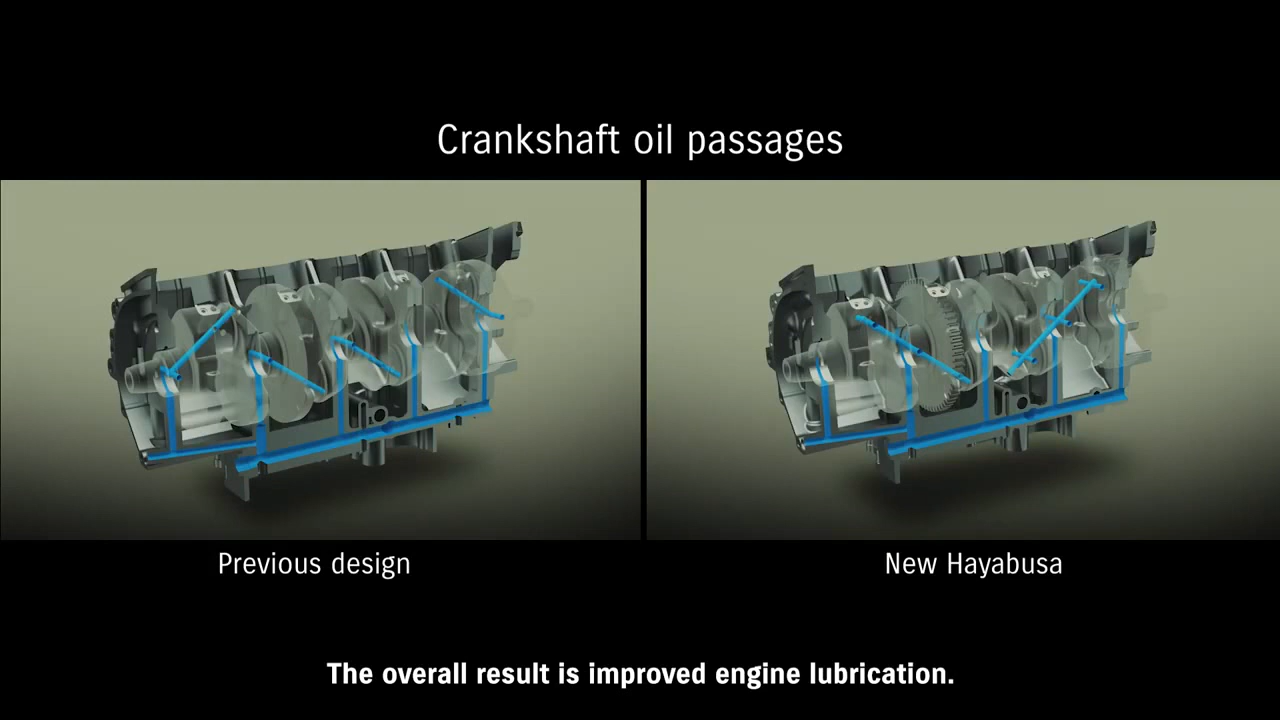 Crankshaft oil passages
Previous design
New Hayabusa
The overall result is improved engine lubrication.